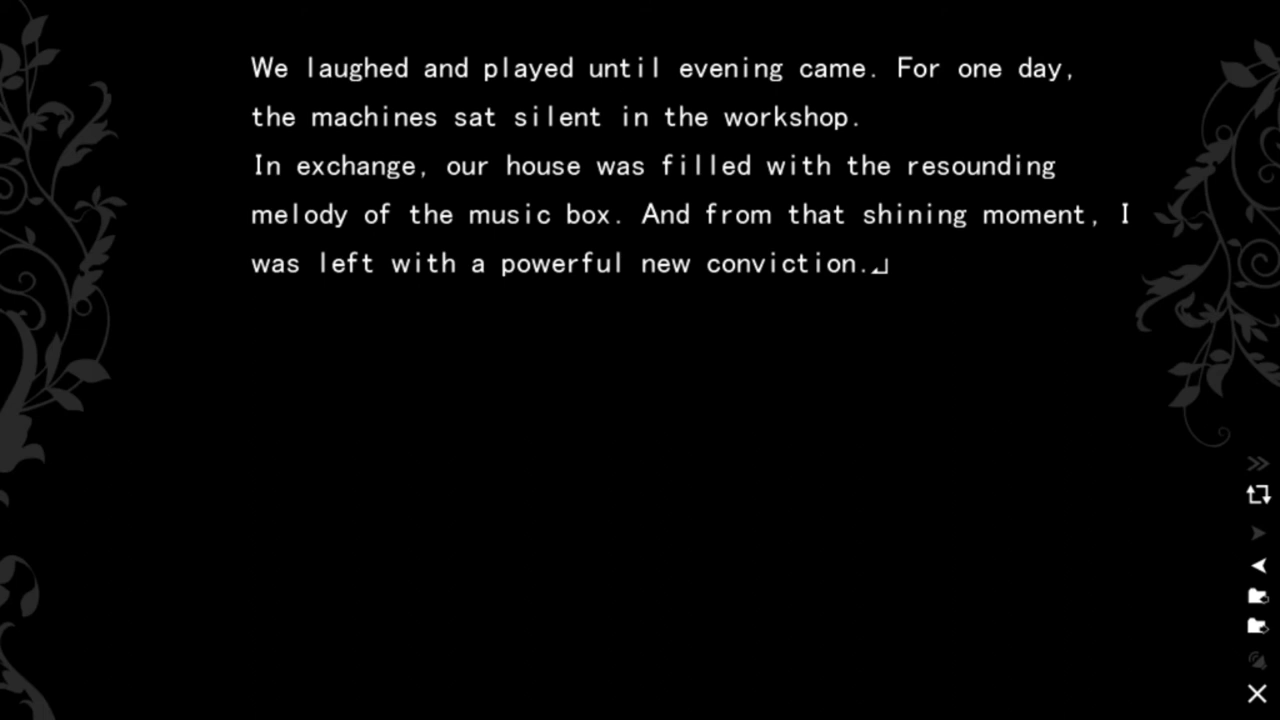 We laughed and played until evening came. For one day,
the machines sat silent in the workshop.
In exchange, our house was filled with the resounding
melody of the music box. And from that shining moment, I
was left with a powerful new conviction.